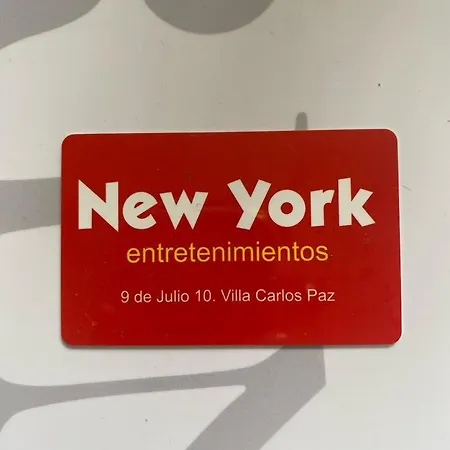 New York
entretenimientos
9 de Julio 10. Villa Carlos Paz